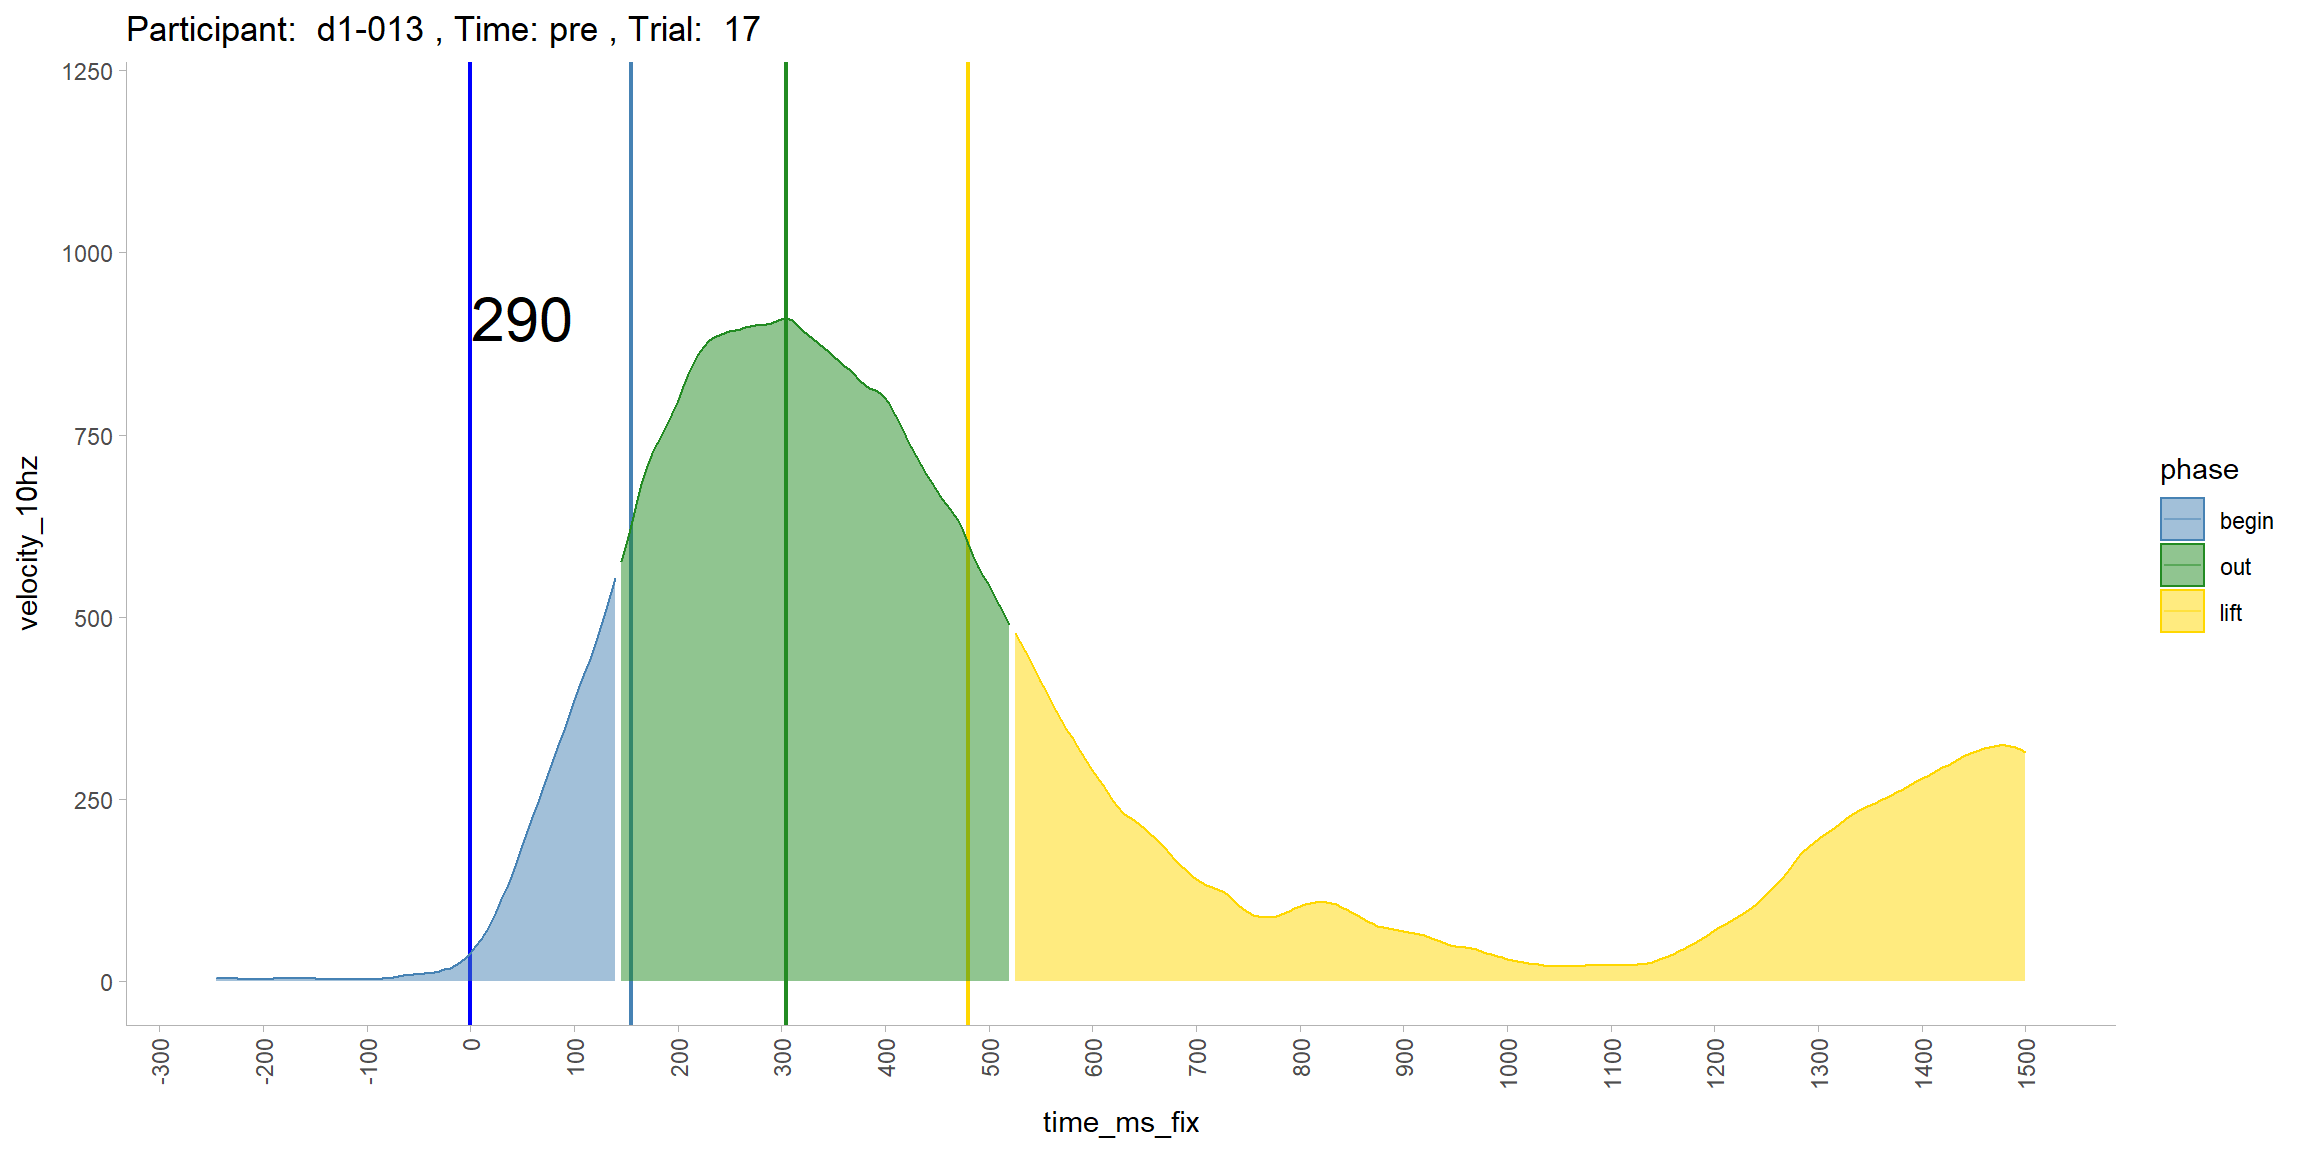 Participant:  d1-013 , Time: pre , Trial:  17
1250
1000
750
500
250
0
velocity_10hz
290
-300 -200 -100 0 100 200 300 400 500 600 700 800 900 1000 1100 1200 1300 1400 1500
time_ms_fix
phase
begin
out
lift